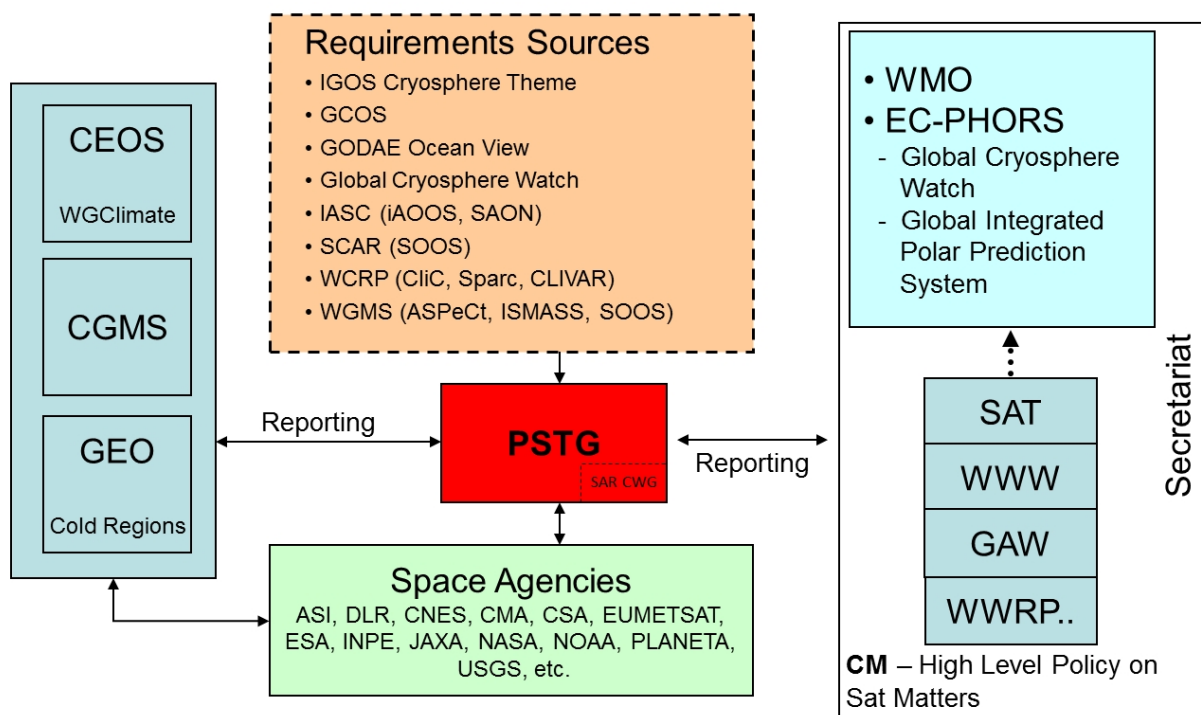 Requirements Sources
• IGOS Cryosphere Theme
• GCOS
• GODAE Ocean View
• Global Cryosphere Watch
• IASC (iAOOS, SAON)
• SCAR (SOOS)
• WCRP (CliC, Sparc, CLIVAR)
• WGMS (ASPeCt, ISMASS, SOOS)
CEOS
WGClimate
CGMS
GEO
Cold Regions
Reporting
PSTG
SAR CWG
Reporting
Space Agencies
ASI, DLR, CNES, CMA, CSA, EUMETSAT,
ESA, INPE, JAXA, NASA, NOAA, PLANETA,
USGS, etc.
• WMO
• EC-PHORS
- Global Cryosphere
Watch
- Global Integrated
Polar Prediction
System
SAT
WWW
GAW
WWRP..
Secretariat
CM – High Level Policy on
Sat Matters